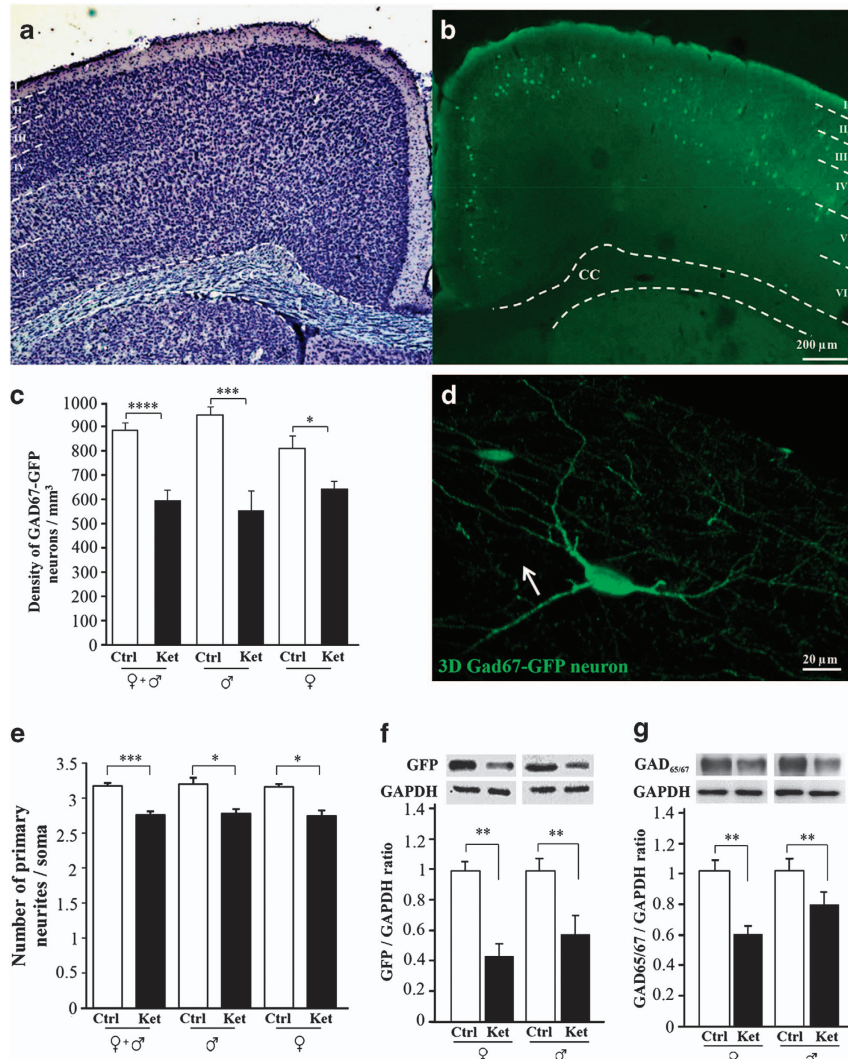 a
I
II
III
IV
V
VI
CC
b
I
II
III
IV
V
VI
CC
200 µm
c
Density of GAD67-GFP
neurons / mm³
1000
900
800
700
600
500
400
300
200
100
0
****
***
*
Ctrl Ket Ctrl Ket Ctrl Ket
♀+♂ ♂ ♀
d
3D Gad67-GFP neuron
20 µm
e
Number of primary
neurites / soma
3.5
3
2.5
2
1.5
1
0.5
0
***
*
*
Ctrl Ket Ctrl Ket Ctrl Ket
♀+♂ ♂ ♀
f
GFP
GAPDH
GFP / GAPDH ratio
1.4
1.2
1
0.8
0.6
0.4
0.2
0
**
**
Ctrl Ket Ctrl Ket
♀ ♂
g
GAD65/67
GAPDH
GAD65/67 / GAPDH ratio
1.4
1.2
1
0.8
0.6
0.4
0.2
0
**
**
Ctrl Ket Ctrl Ket
♀ ♂